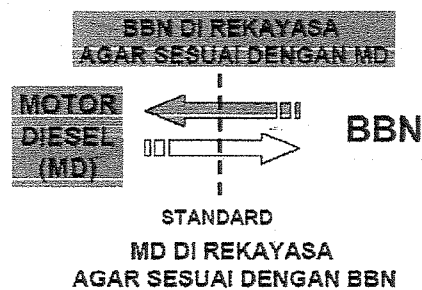 BBN DI REKAYASA
AGAR SESUAI DENGAN MD
MOTOR
DIESEL
(MD)
BBN
STANDARD
MD DI REKAYASA
AGAR SESUAI DENGAN BBN